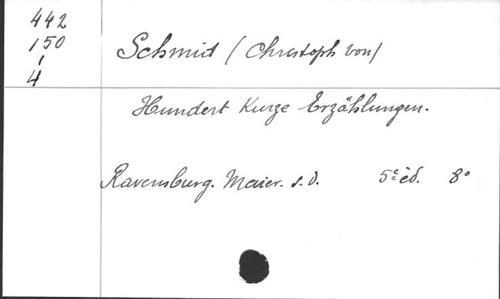 442
150
1
4
Schmid (Christoph von)
Hundert kurze Erzählungen.
Ravensburg. Maier. s.d. 5e éd. 8°